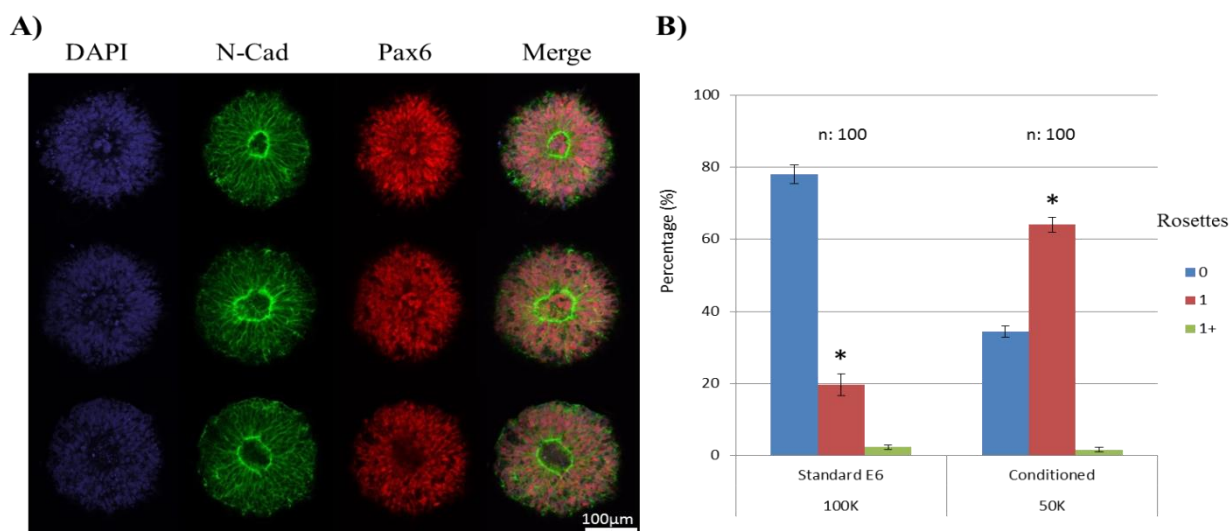 A)
DAPI N-Cad Pax6 Merge
100µm
B)
100
80
60
40
20
0
Percentage (%)
n: 100 n: 100
*
*
Standard E6 Conditioned
100K 50K
Rosettes
0
1
1+